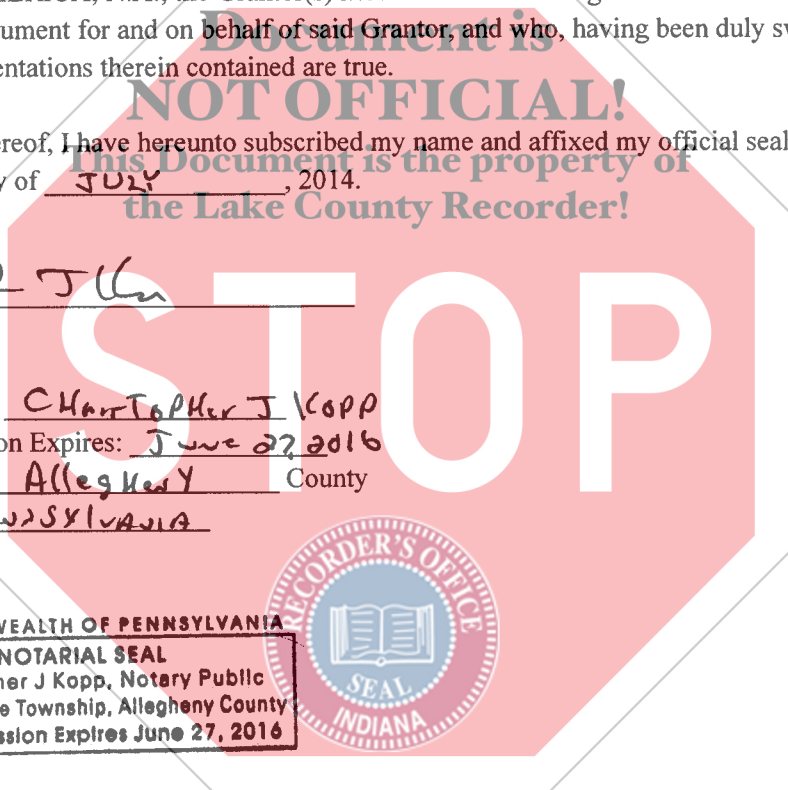 ument for and on behalf of said Grantor, and who, having been duly sw
Document is
entations therein contained are true.
NOT OFFICIAL!
ereof, I have hereunto subscribed my name and affixed my official seal
This Document is the property of
y of JULY, 2014.
the Lake County Recorder!
STOP
CHRISTOPHER J KOPP
on Expires: June 27, 2016
Allegheny County
NNSYLVANIA
RECORDER'S OFFICE
SEAL
INDIANA
WEALTH OF PENNSYLVANIA
NOTARIAL SEAL
her J Kopp, Notary Public
e Township, Allegheny County
ssion Expires June 27, 2016